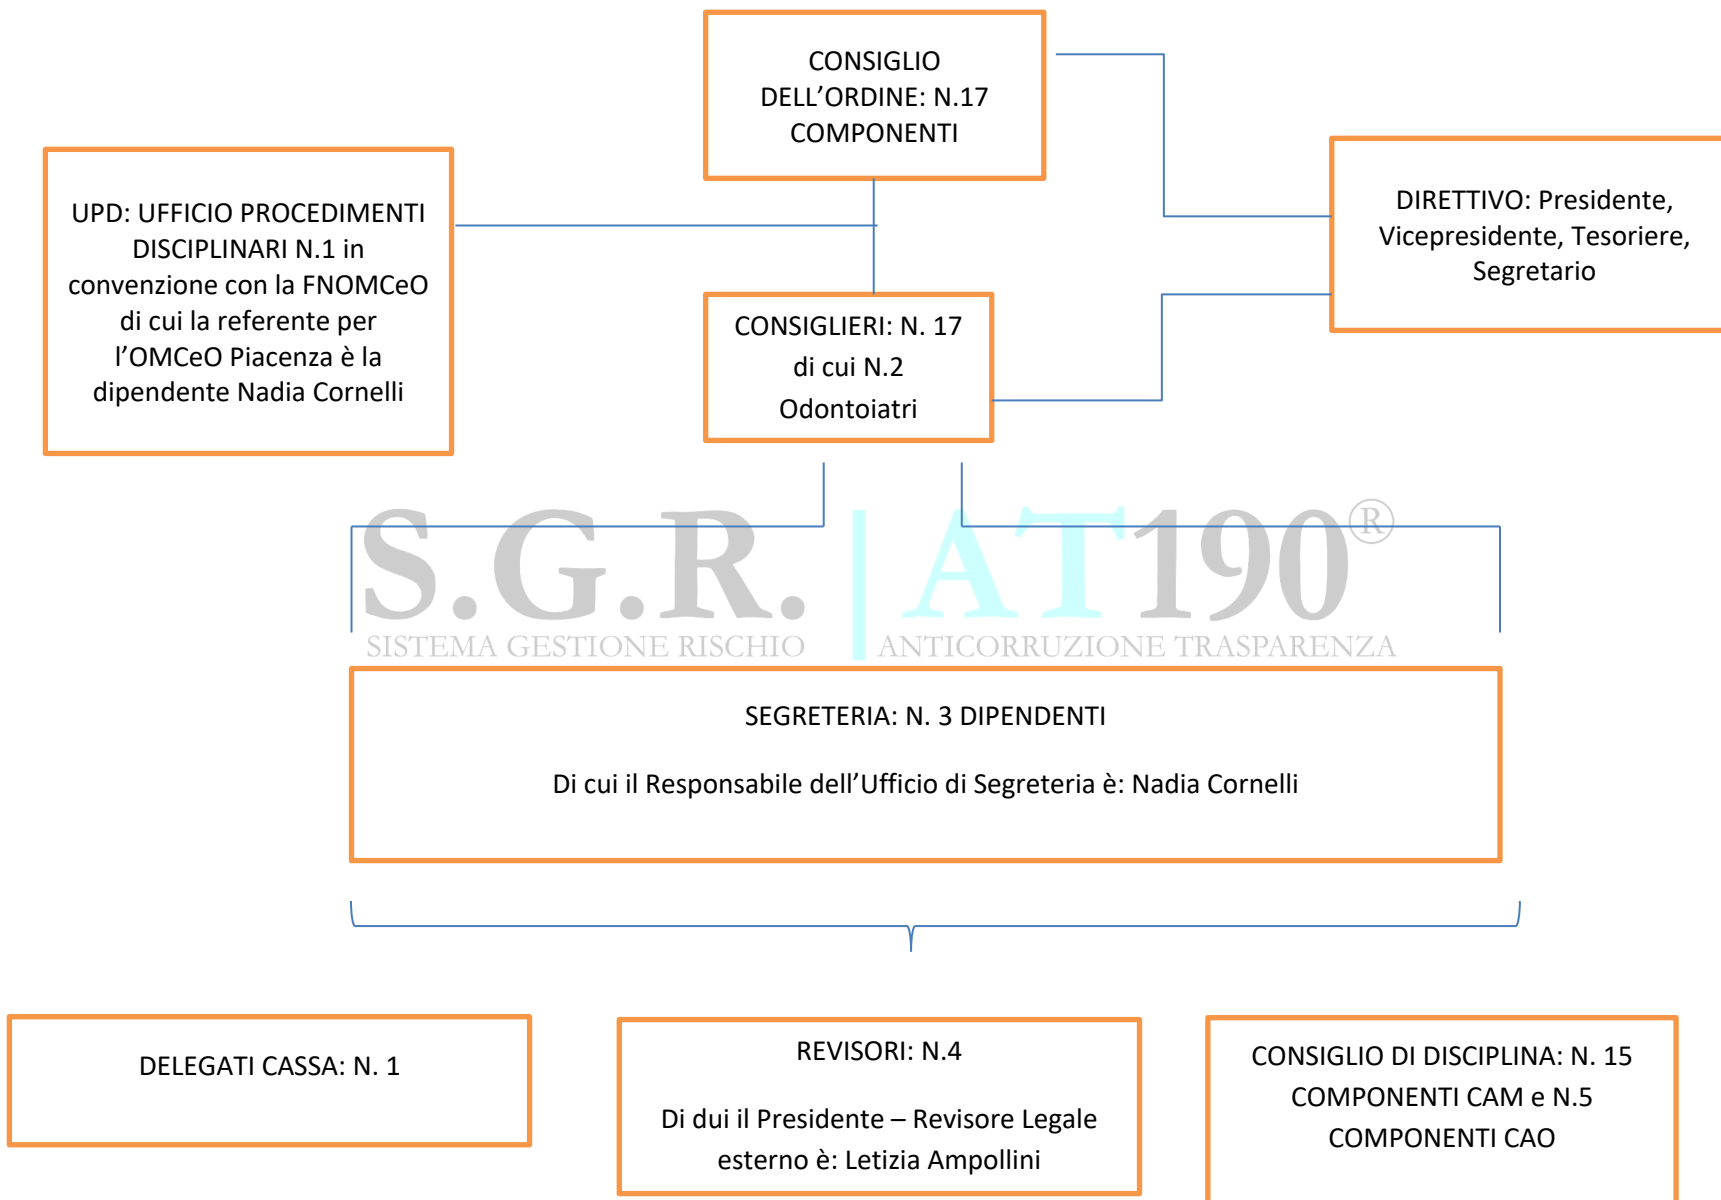 CONSIGLIO
DELL’ORDINE: N.17
COMPONENTI
UPD: UFFICIO PROCEDIMENTI
DISCIPLINARI N.1 in
convenzione con la FNOMCeO
di cui la referente per
l’OMCeO Piacenza è la
dipendente Nadia Cornelli
DIRETTIVO: Presidente,
Vicepresidente, Tesoriere,
Segretario
CONSIGLIERI: N. 17
di cui N.2
Odontoiatri
S.G.R. | AT190®
SISTEMA GESTIONE RISCHIO ANTICORRUZIONE TRASPARENZA
SEGRETERIA: N. 3 DIPENDENTI
Di cui il Responsabile dell’Ufficio di Segreteria è: Nadia Cornelli
DELEGATI CASSA: N. 1
REVISORI: N.4
Di dui il Presidente – Revisore Legale
esterno è: Letizia Ampollini
CONSIGLIO DI DISCIPLINA: N. 15
COMPONENTI CAM e N.5
COMPONENTI CAO